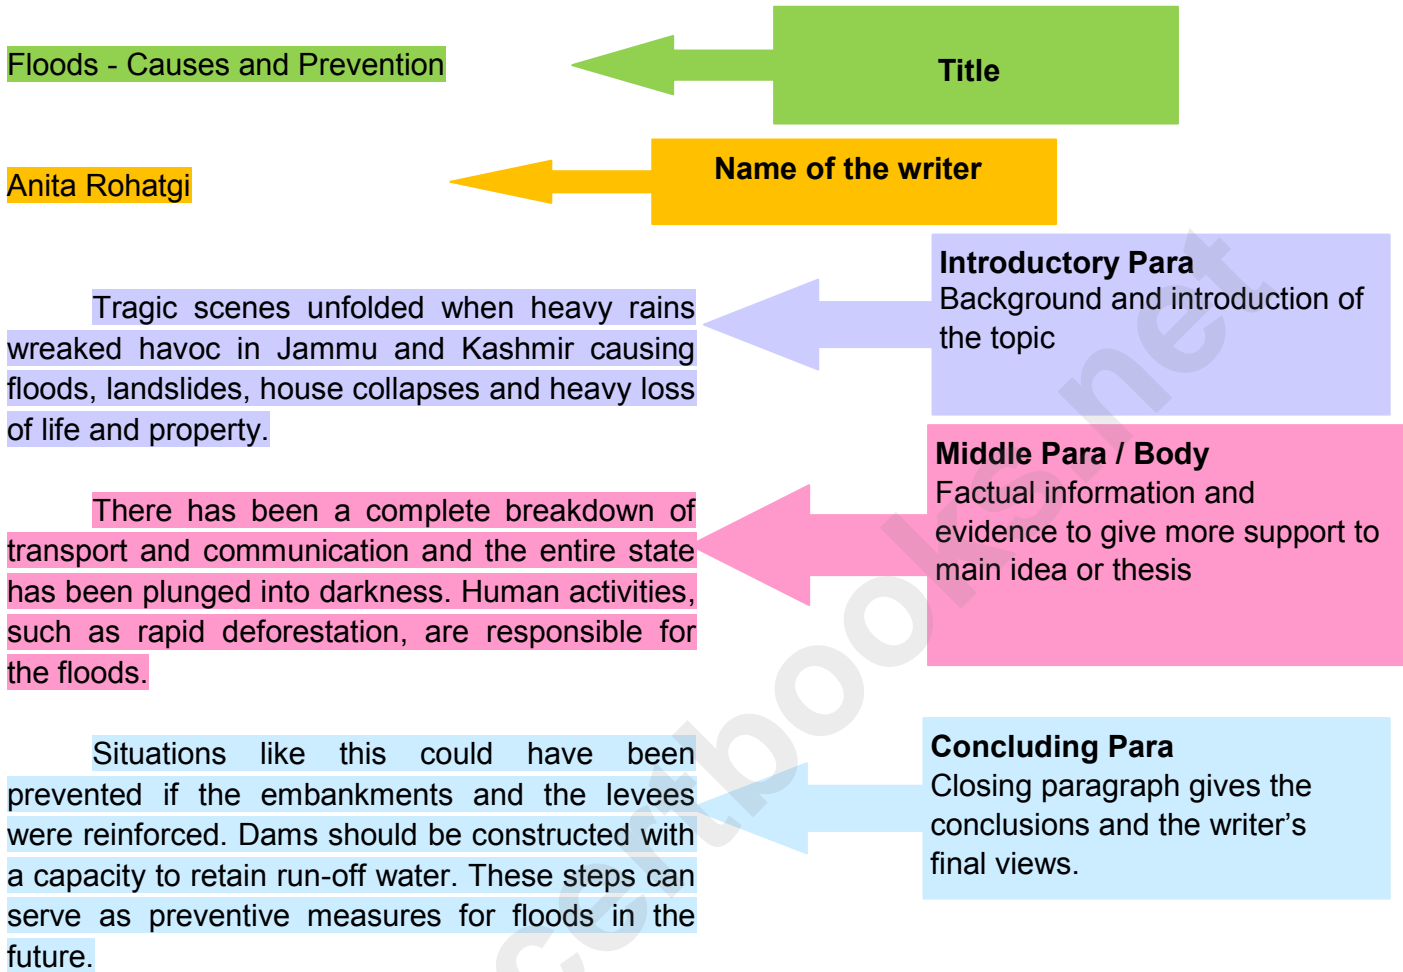 Floods - Causes and Prevention
Title
Anita Rohatgi
Name of the writer
Tragic scenes unfolded when heavy rains
wreaked havoc in Jammu and Kashmir causing
floods, landslides, house collapses and heavy loss
of life and property.
Introductory Para
Background and introduction of
the topic
There has been a complete breakdown of
transport and communication and the entire state
has been plunged into darkness. Human activities,
such as rapid deforestation, are responsible for
the floods.
Middle Para / Body
Factual information and
evidence to give more support to
main idea or thesis
Situations like this could have been
prevented if the embankments and the levees
were reinforced. Dams should be constructed with
a capacity to retain run-off water. These steps can
serve as preventive measures for floods in the
future.
Concluding Para
Closing paragraph gives the
conclusions and the writer’s
final views.